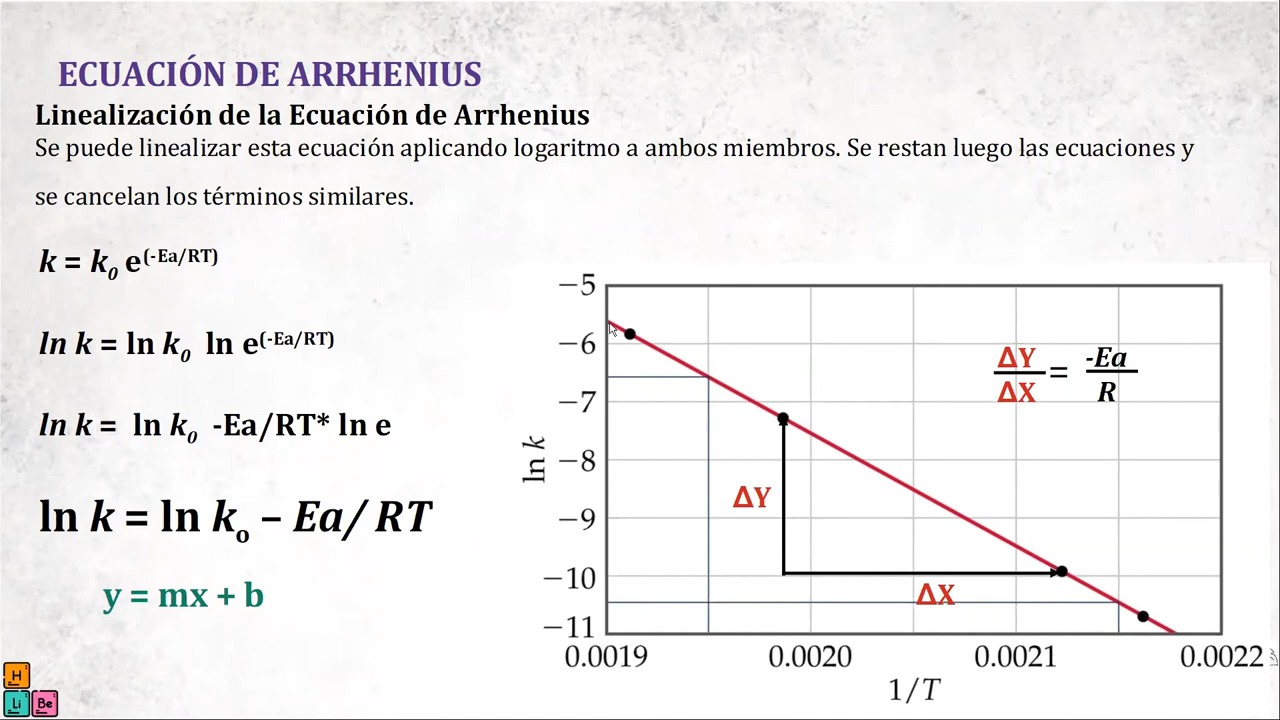 ECUACIÓN DE ARRHENIUS
Linealización de la Ecuación de Arrhenius
Se puede linealizar esta ecuación aplicando logaritmo a ambos miembros. Se restan luego las ecuaciones y
se cancelan los términos similares.
k = k₀ e^(-Ea/RT)
ln k = ln k₀ ln e^(-Ea/RT)
ln k = ln k₀ -Ea/RT* ln e
ln k = ln kₒ – Ea/ RT
y = mx + b
ln k
−5
−6
−7
−8
−9
−10
−11
ΔY
ΔX
ΔY/ΔX = -Ea/R
0.0019 0.0020 0.0021 0.0022
1/T
H
Li Be